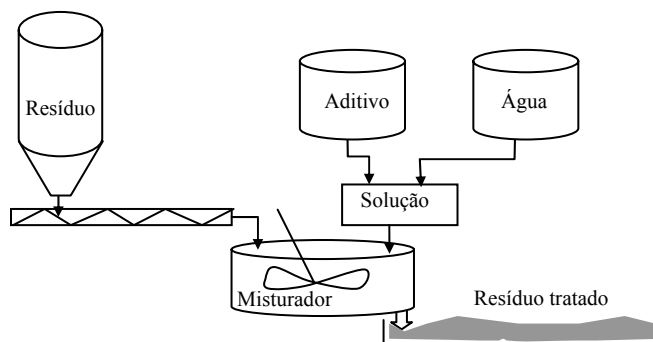 Resíduo
Aditivo
Água
Solução
Misturador
Resíduo tratado